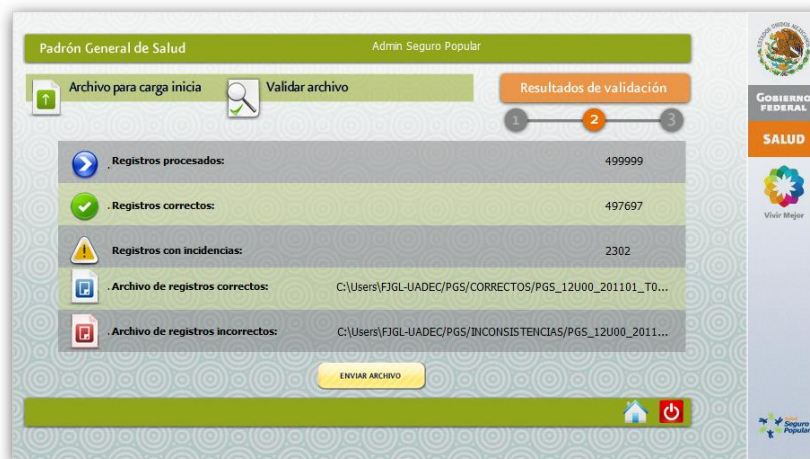 Padrón General de Salud
Admin Seguro Popular
Archivo para carga inicia
Validar archivo
Resultados de validación
1 2 3
. Registros procesados: 499999
. Registros correctos: 497697
Registros con incidencias: 2302
. Archivo de registros correctos: C:\Users\FJGL-UADEC/PGS/CORRECTOS/PGS_12U00_201101_T0...
. Archivo de registros incorrectos: C:\Users\FJGL-UADEC/PGS/INCONSISTENCIAS/PGS_12U00_2011...
ENVIAR ARCHIVO
ESTADOS UNIDOS MEXICANOS
GOBIERNO
FEDERAL
SALUD
Vivir Mejor
Seguro
Popular